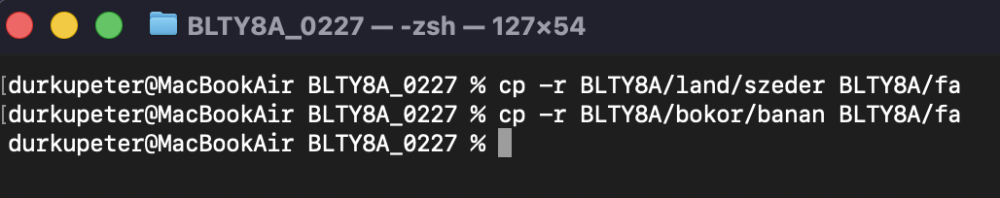 BLTY8A_0227 — -zsh — 127×54
[durkupeter@MacBookAir BLTY8A_0227 % cp -r BLTY8A/land/szeder BLTY8A/fa
[durkupeter@MacBookAir BLTY8A_0227 % cp -r BLTY8A/bokor/banan BLTY8A/fa
durkupeter@MacBookAir BLTY8A_0227 %